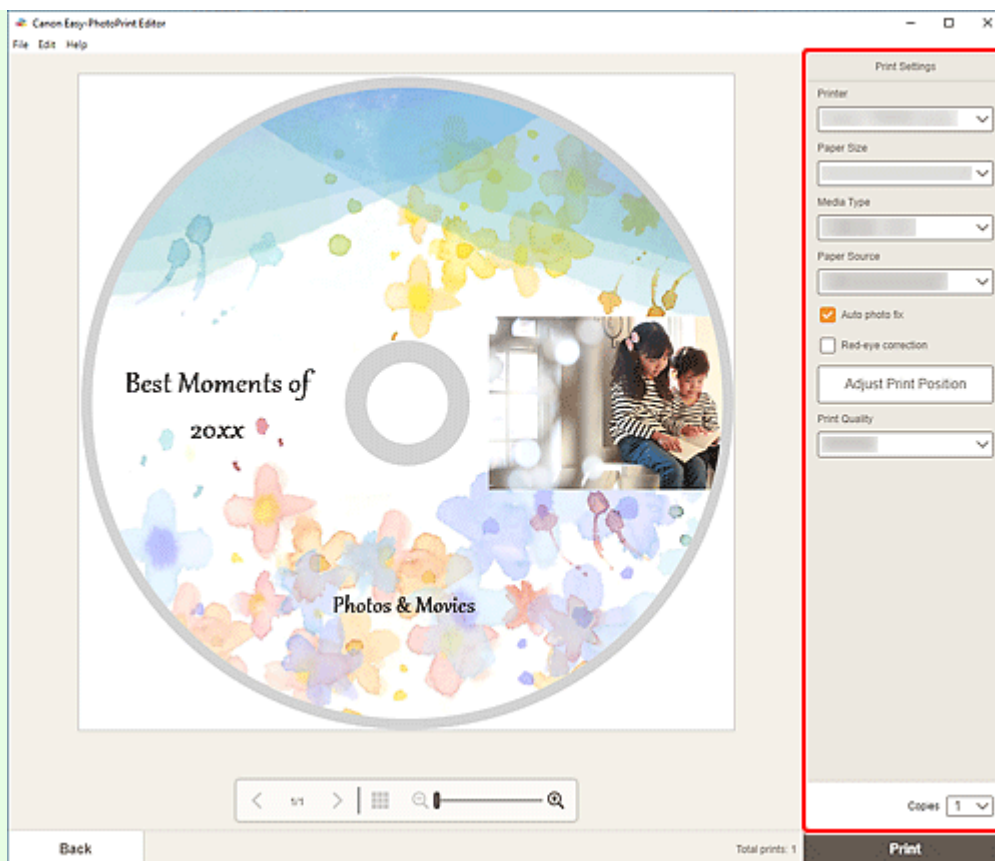 Canon Easy-PhotoPrint Editor
File Edit Help
Print Settings
Printer
Paper Size
Media Type
Paper Source
Auto photo fix
Red-eye correction
Adjust Print Position
Print Quality
Best Moments of
20xx
Photos & Movies
1/1
Copies 1
Back
Total prints: 1
Print